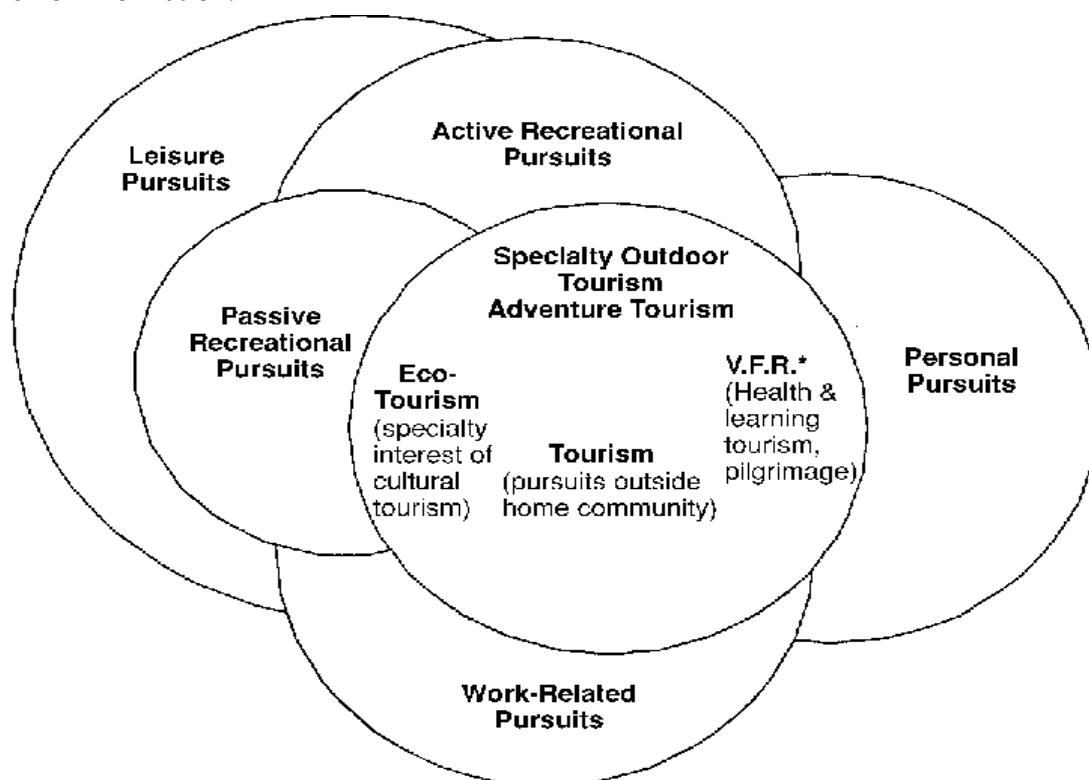 Leisure
Pursuits
Active Recreational
Pursuits
Passive
Recreational
Pursuits
Specialty Outdoor
Tourism
Adventure Tourism
Eco-
Tourism
(specialty
interest of
cultural
tourism)
Tourism
(pursuits outside
home community)
V.F.R.*
(Health &
learning
tourism,
pilgrimage)
Personal
Pursuits
Work-Related
Pursuits